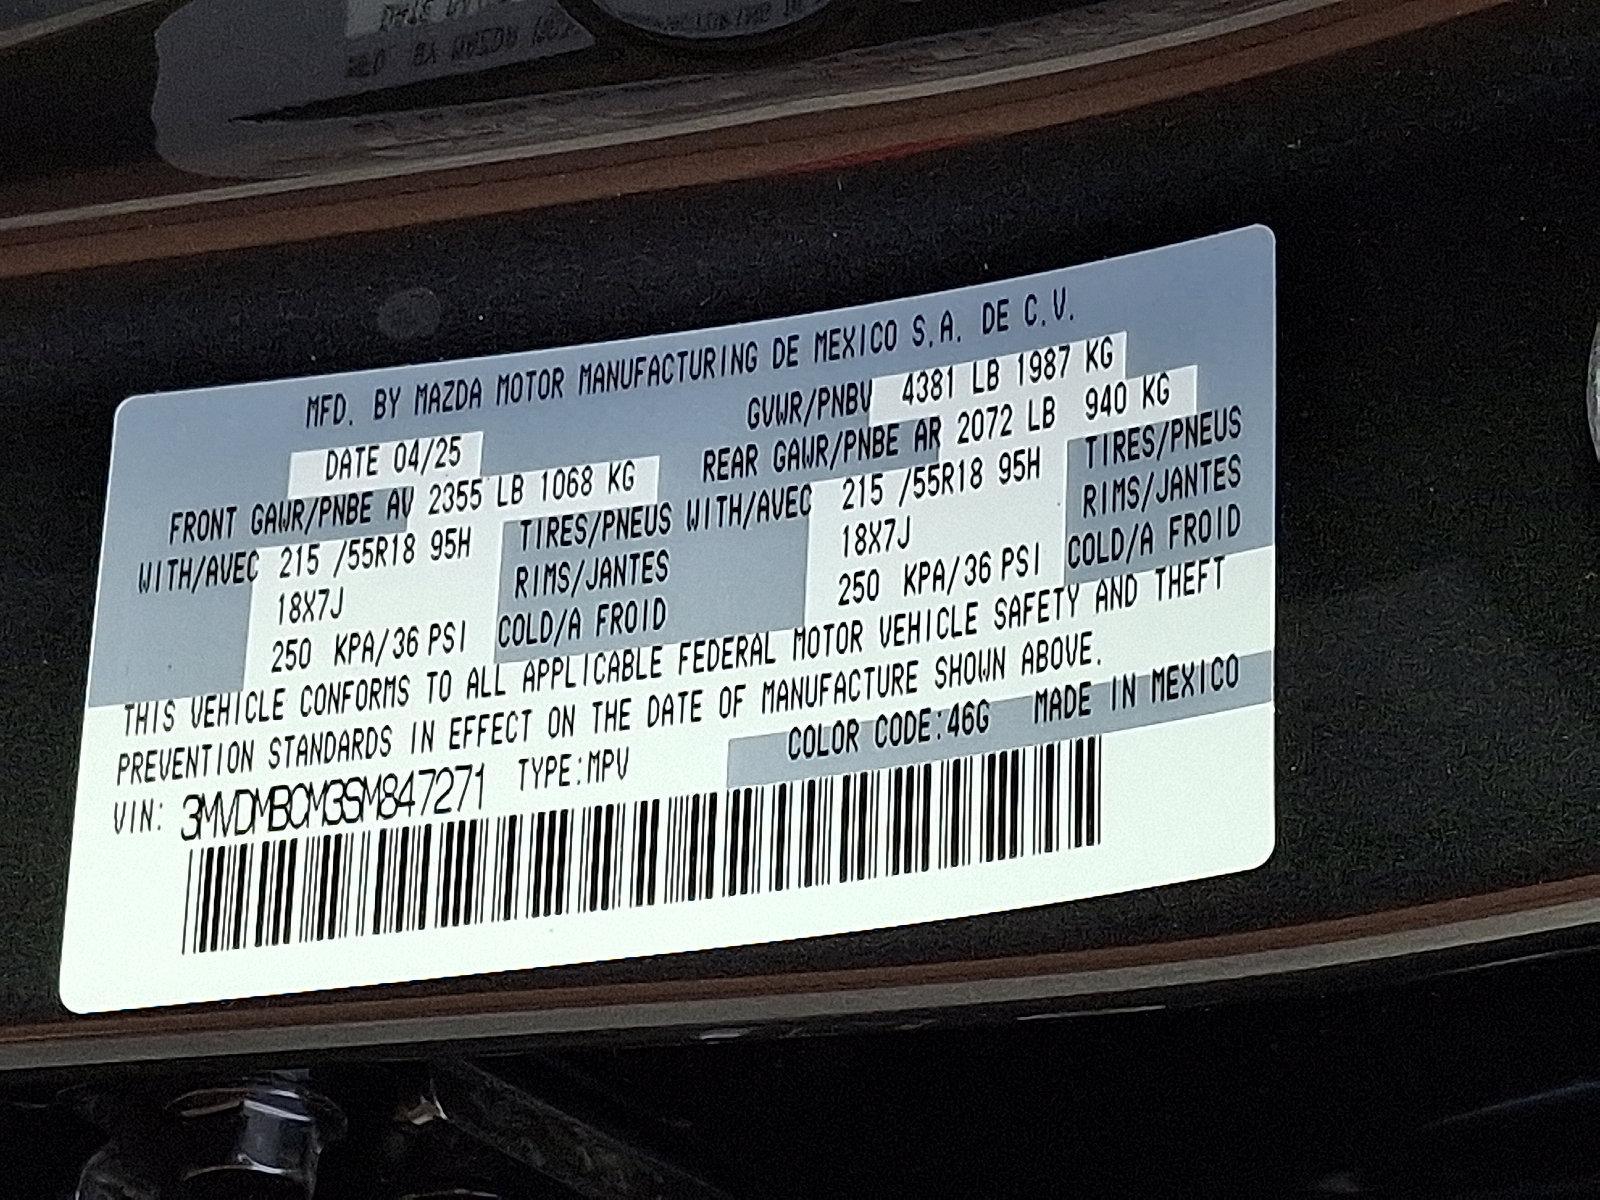 MFD. BY MAZDA MOTOR MANUFACTURING DE MEXICO S.A. DE C.V.
DATE 04/25 GVWR/PNBV 4381 LB 1987 KG
FRONT GAWR/PNBE AV 2355 LB 1068 KG REAR GAWR/PNBE AR 2072 LB 940 KG
WITH/AVEC 215 /55R18 95H TIRES/PNEUS WITH/AVEC 215 /55R18 95H TIRES/PNEUS
18X7J RIMS/JANTES 18X7J RIMS/JANTES
250 KPA/36 PSI COLD/A FROID 250 KPA/36 PSI COLD/A FROID
THIS VEHICLE CONFORMS TO ALL APPLICABLE FEDERAL MOTOR VEHICLE SAFETY AND THEFT
PREVENTION STANDARDS IN EFFECT ON THE DATE OF MANUFACTURE SHOWN ABOVE.
VIN: 3MVDMBCM3SM847271 TYPE:MPV COLOR CODE:46G MADE IN MEXICO